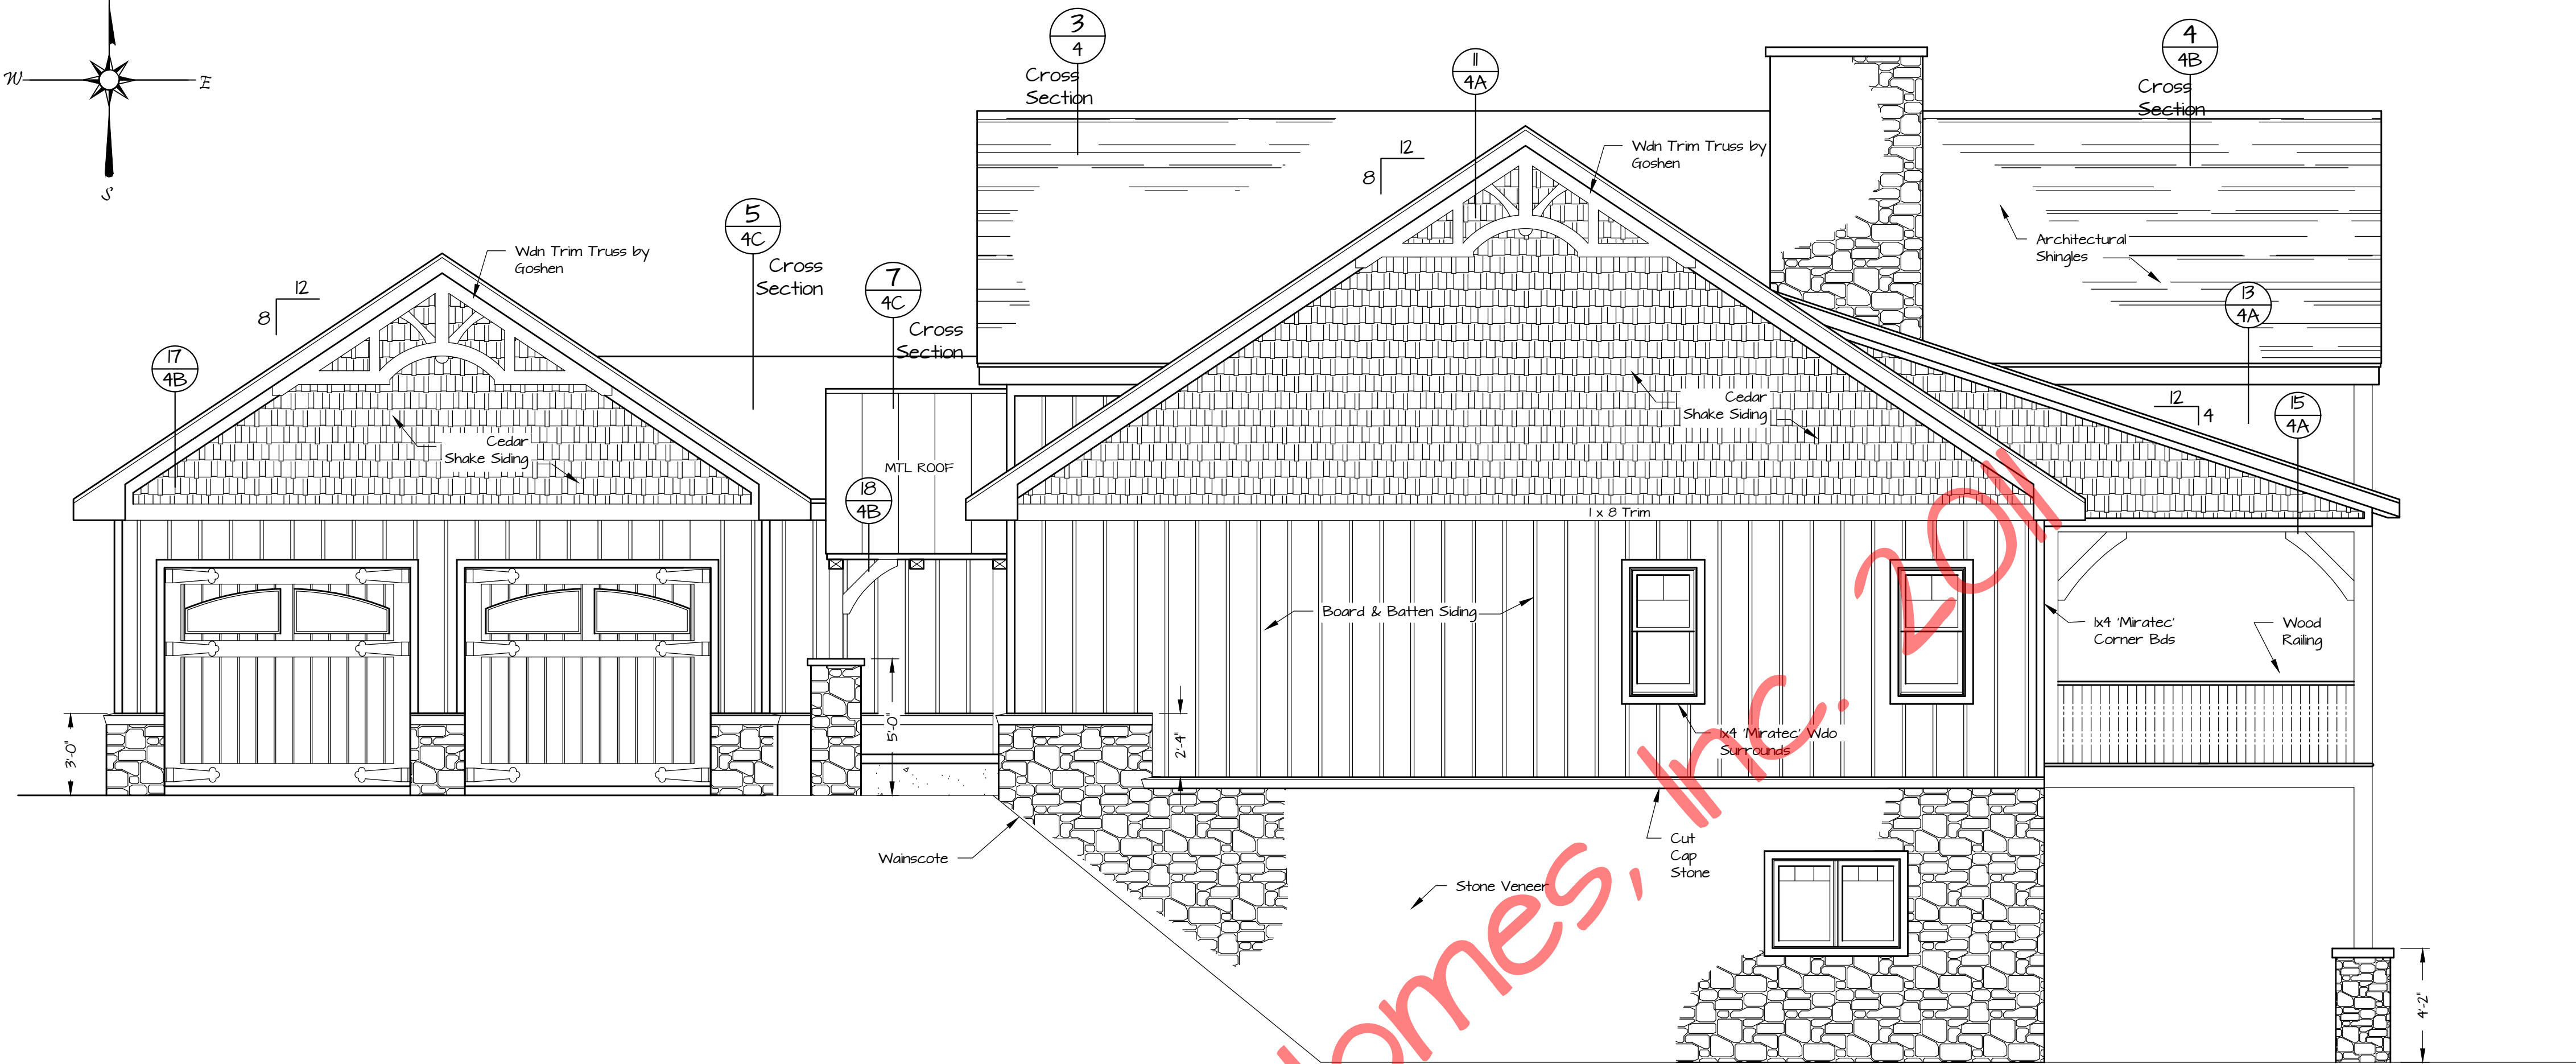 W
E
S
3
4
Cross
Section
11
4A
4
4B
Cross
Section
12
8
Wdn Trim Truss by
Goshen
5
4C
Cross
Section
Wdn Trim Truss by
Goshen
Architectural
Shingles
7
4C
Cross
Section
12
8
13
4A
17
4B
12
4
15
4A
Cedar
Shake Siding
Cedar
Shake Siding
MTL ROOF
18
4B
1 x 8 Trim
Board & Batten Siding
1x4 'Miratec'
Corner Bds
Wood
Railing
3'-0"
5'-0"
2'-4"
1x4 'Miratec' Wdo
Surrounds
Wainscote
Cut
Cap
Stone
Stone Veneer
4'-2"
omes, Inc. 2011